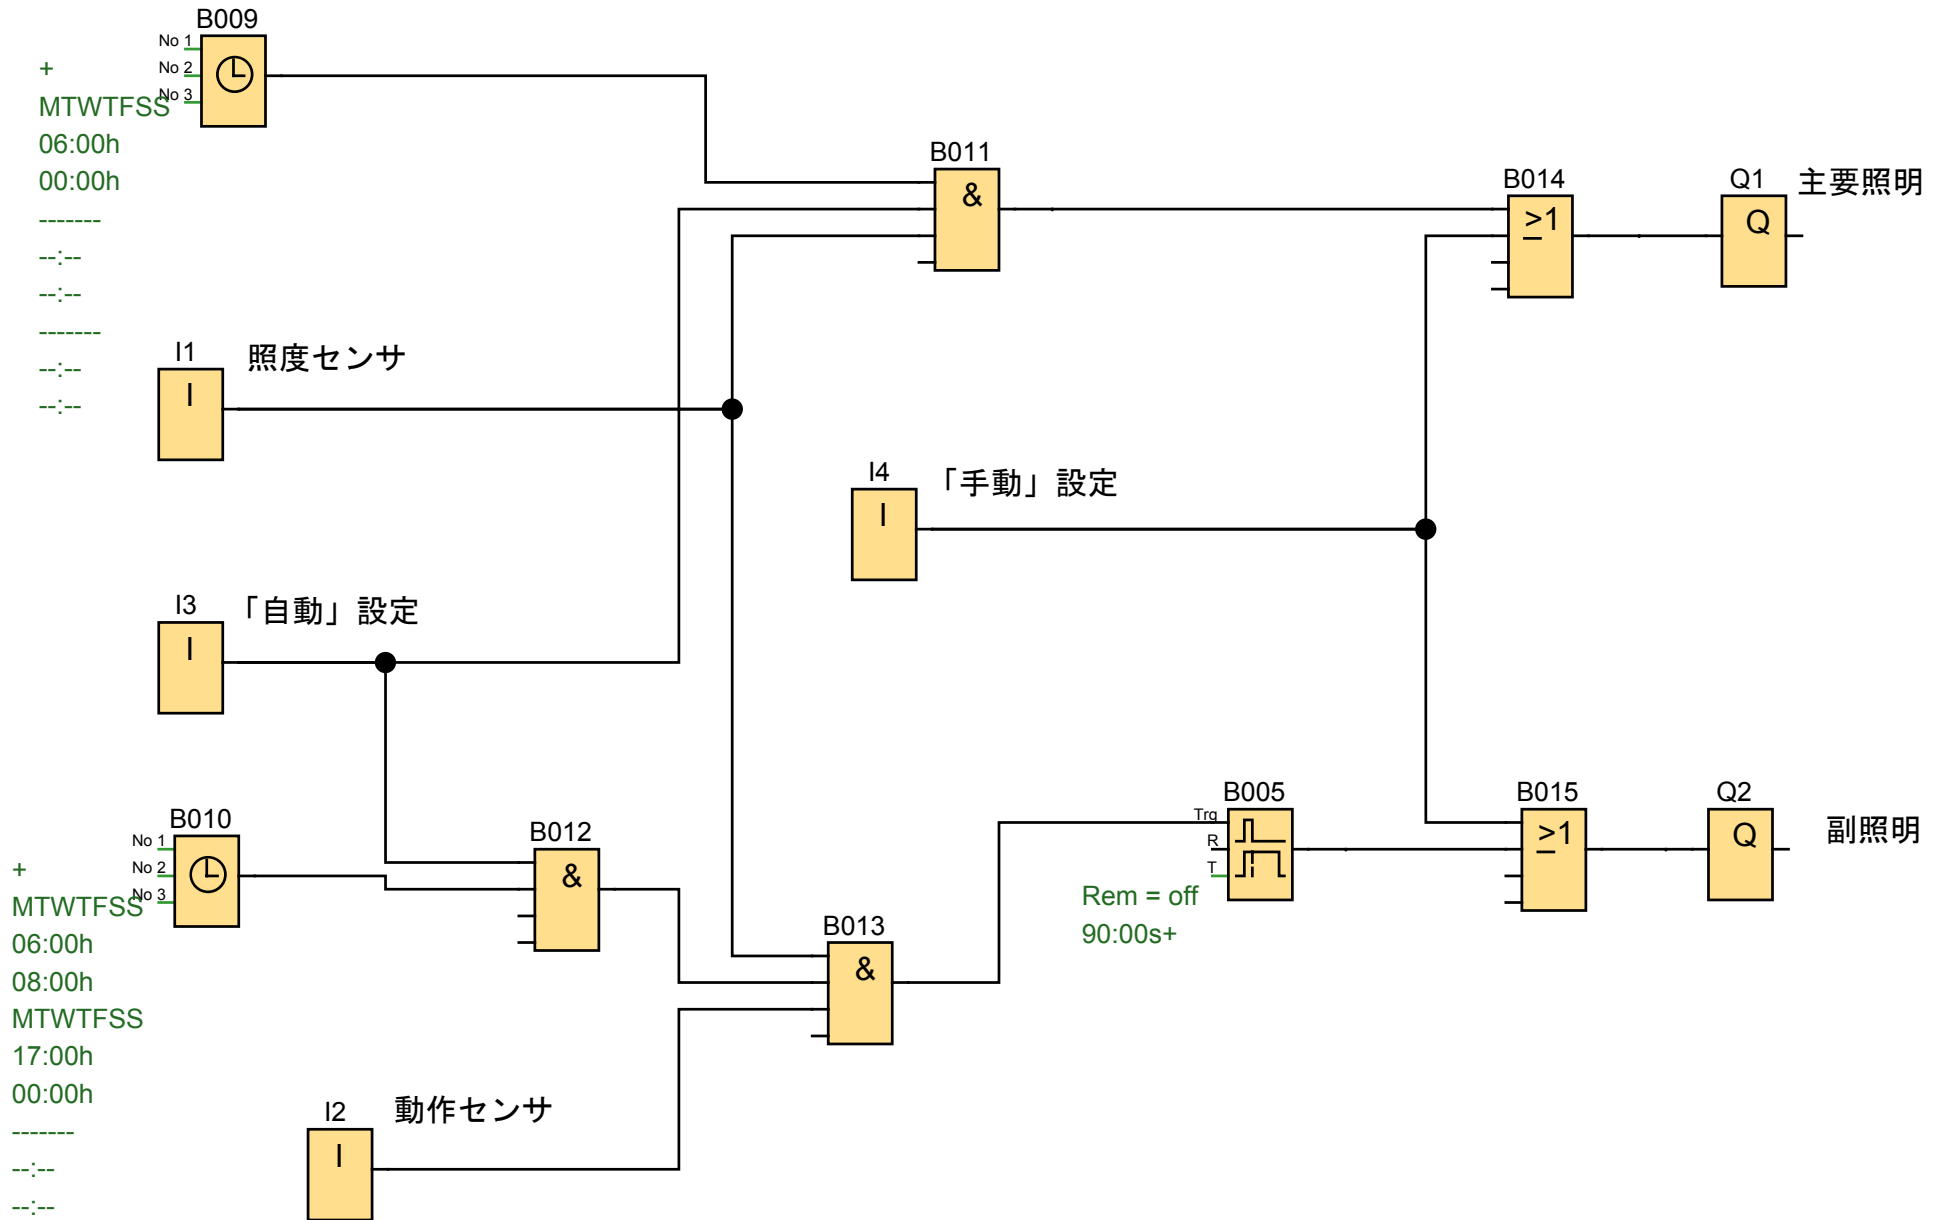 B009
No 1
No 2
No 3
+
MTWTFSS
06:00h
00:00h
-------
--:--
--:--
-------
--:--
--:--
B011
&
B014
>1
Q1
Q
主要照明
I1
I
照度センサ
I4
I
「手動」設定
I3
I
「自動」設定
B010
No 1
No 2
No 3
+
MTWTFSS
06:00h
08:00h
MTWTFSS
17:00h
00:00h
-------
--:--
--:--
B012
&
B013
&
B005
Trg
R
T
Rem = off
90:00s+
B015
>1
Q2
Q
副照明
I2
I
動作センサ